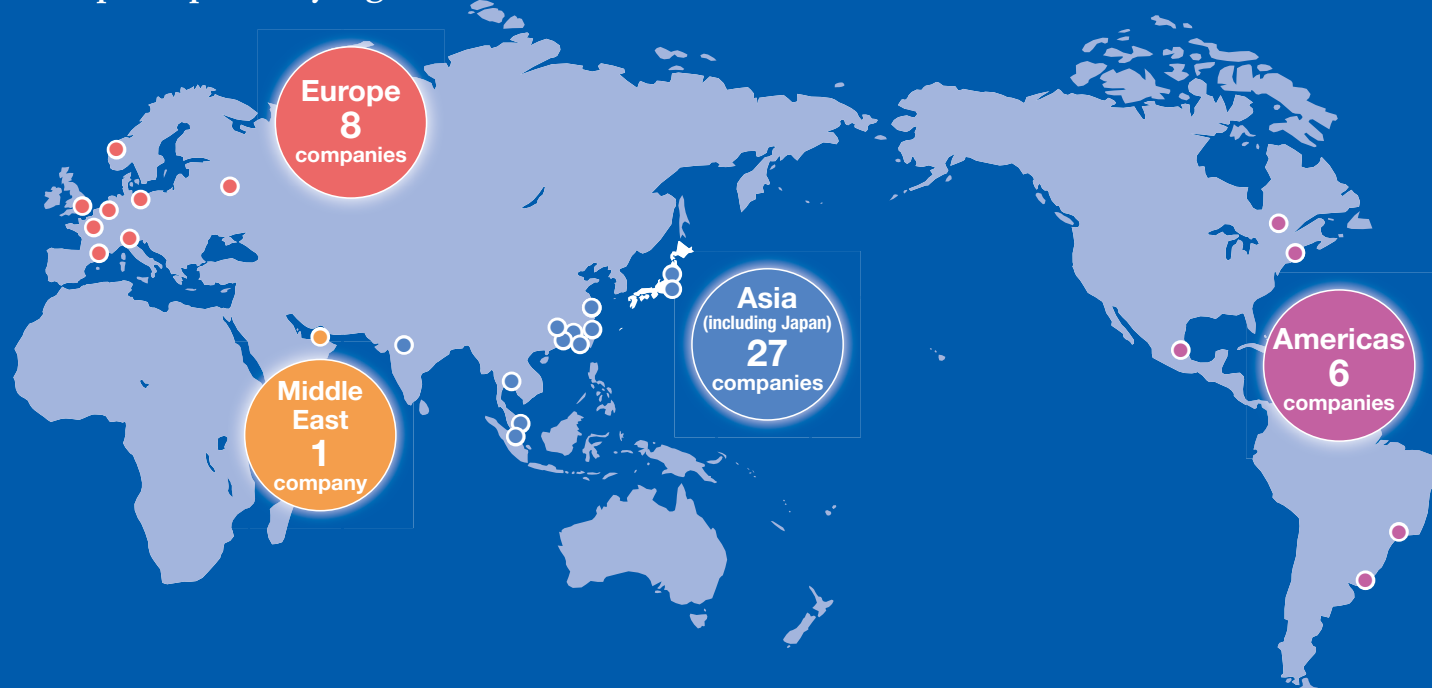 Europe
8
companies
Asia
(including Japan)
27
companies
Americas
6
companies
Middle
East
1
company